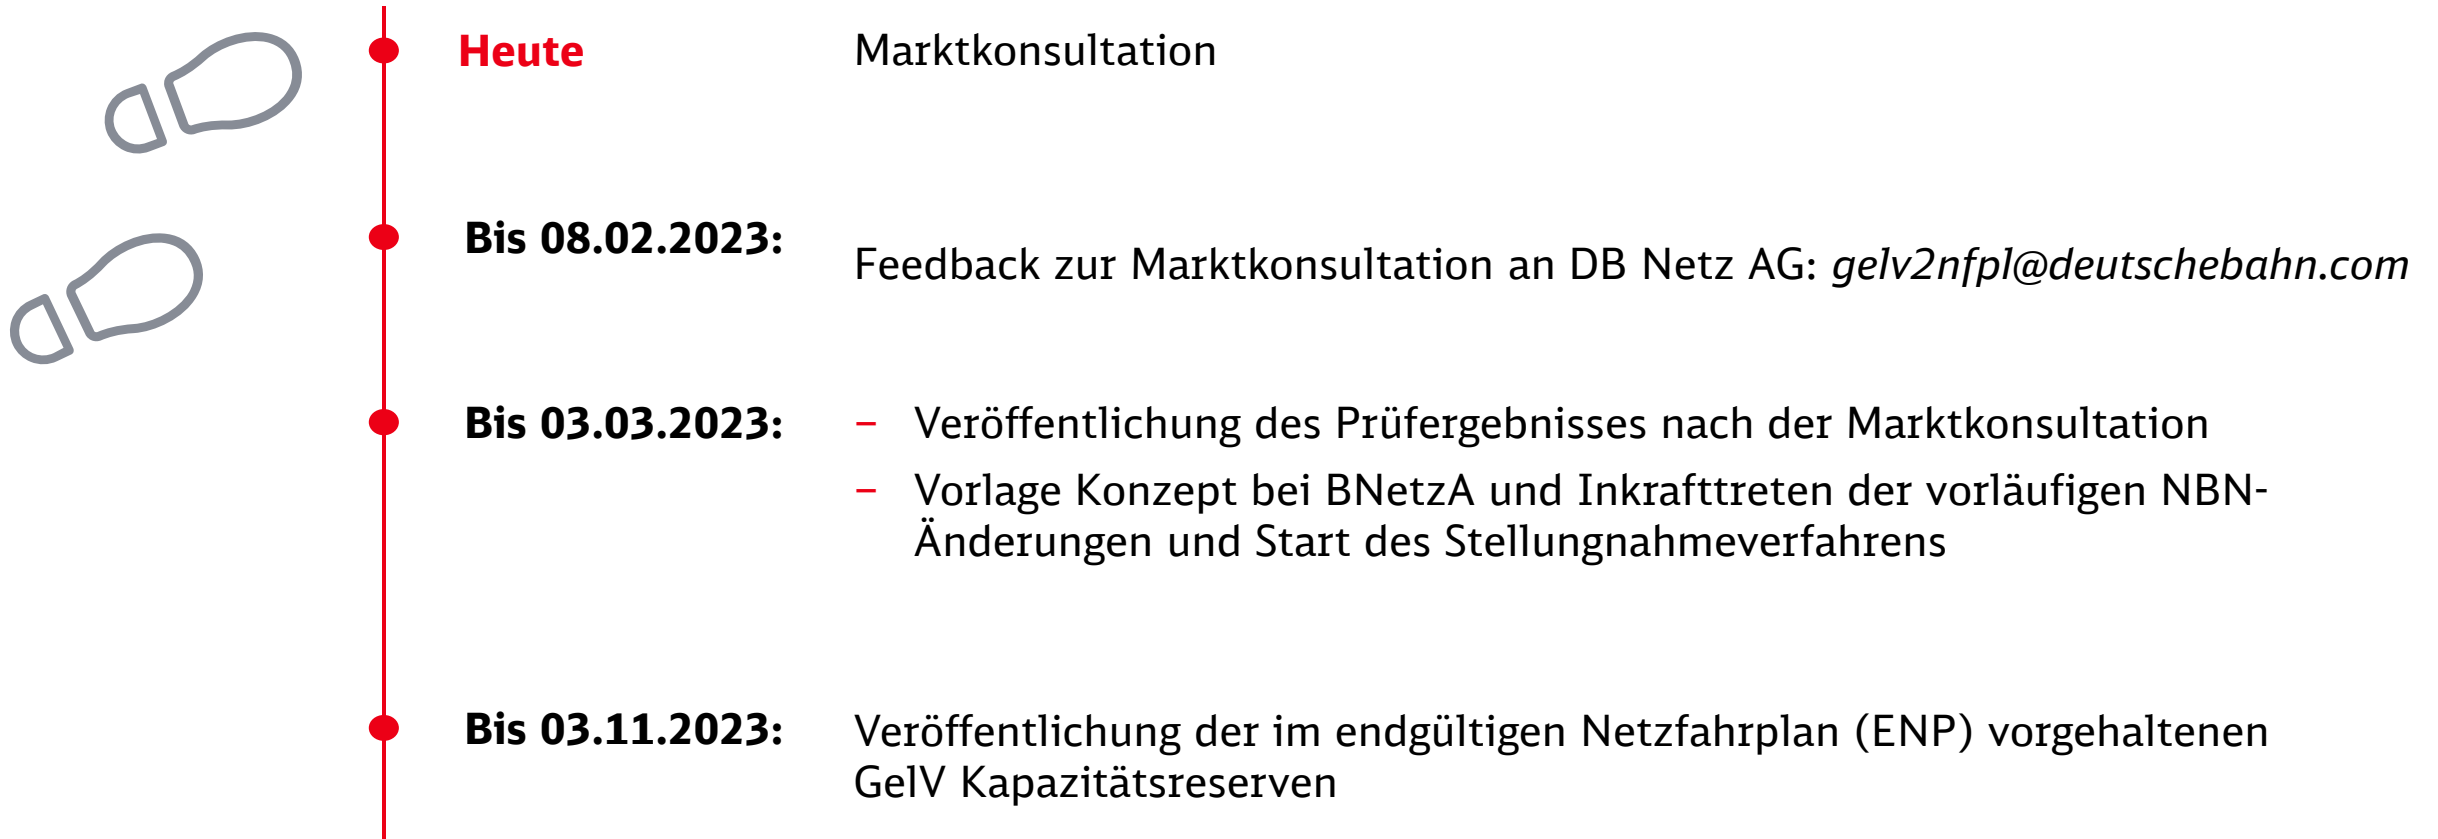 Heute Marktkonsultation
Bis 08.02.2023: Feedback zur Marktkonsultation an DB Netz AG: gelv2nfpl@deutschebahn.com
Bis 03.03.2023: – Veröffentlichung des Prüfergebnisses nach der Marktkonsultation
– Vorlage Konzept bei BNetzA und Inkrafttreten der vorläufigen NBN-
Änderungen und Start des Stellungnahmeverfahrens
Bis 03.11.2023: Veröffentlichung der im endgültigen Netzfahrplan (ENP) vorgehaltenen
GelV Kapazitätsreserven